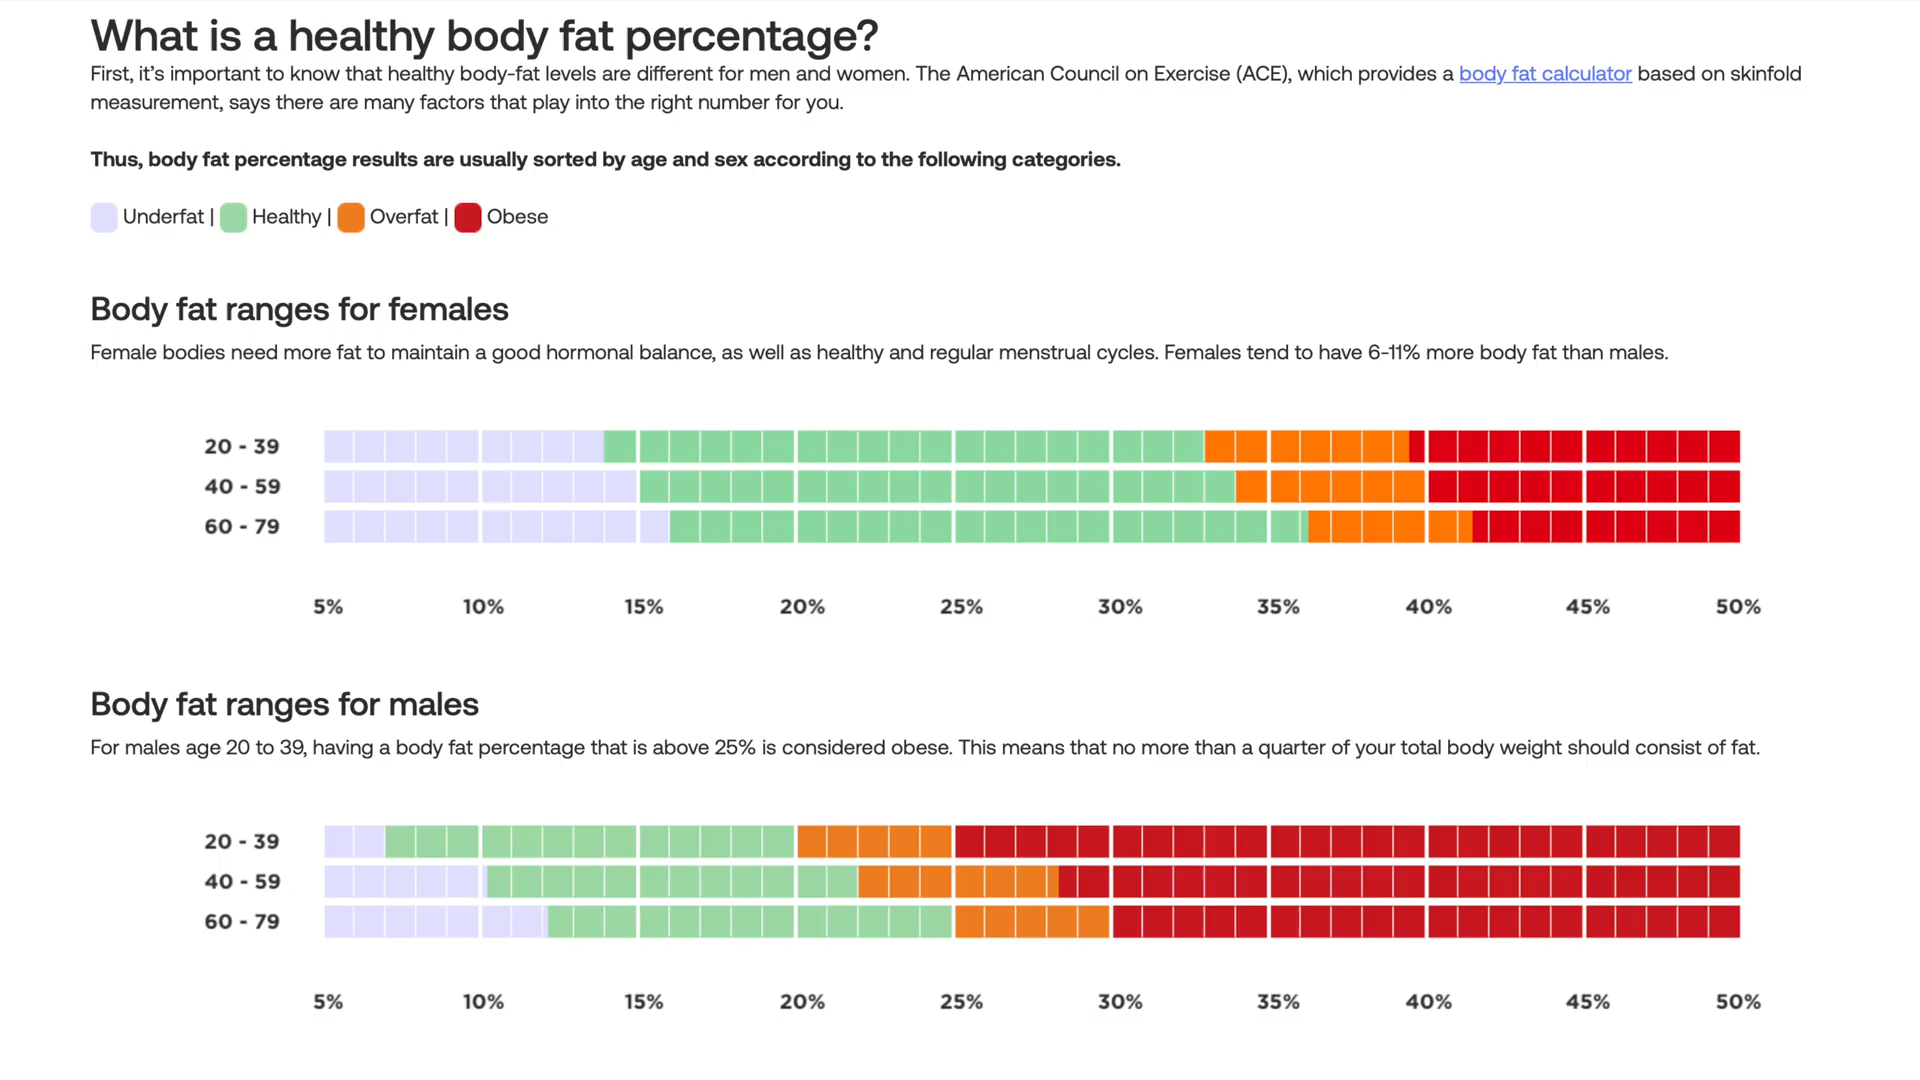 What is a healthy body fat percentage?
First, it’s important to know that healthy body-fat levels are different for men and women. The American Council on Exercise (ACE), which provides a body fat calculator based on skinfold
measurement, says there are many factors that play into the right number for you.
Thus, body fat percentage results are usually sorted by age and sex according to the following categories.
Underfat | Healthy | Overfat | Obese
Body fat ranges for females
Female bodies need more fat to maintain a good hormonal balance, as well as healthy and regular menstrual cycles. Females tend to have 6-11% more body fat than males.
20 - 39
40 - 59
60 - 79
5% 10% 15% 20% 25% 30% 35% 40% 45% 50%
Body fat ranges for males
For males age 20 to 39, having a body fat percentage that is above 25% is considered obese. This means that no more than a quarter of your total body weight should consist of fat.
20 - 39
40 - 59
60 - 79
5% 10% 15% 20% 25% 30% 35% 40% 45% 50%